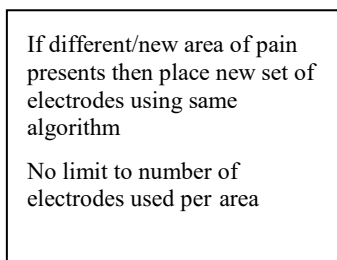 If different/new area of pain
presents then place new set of
electrodes using same
algorithm
No limit to number of
electrodes used per area